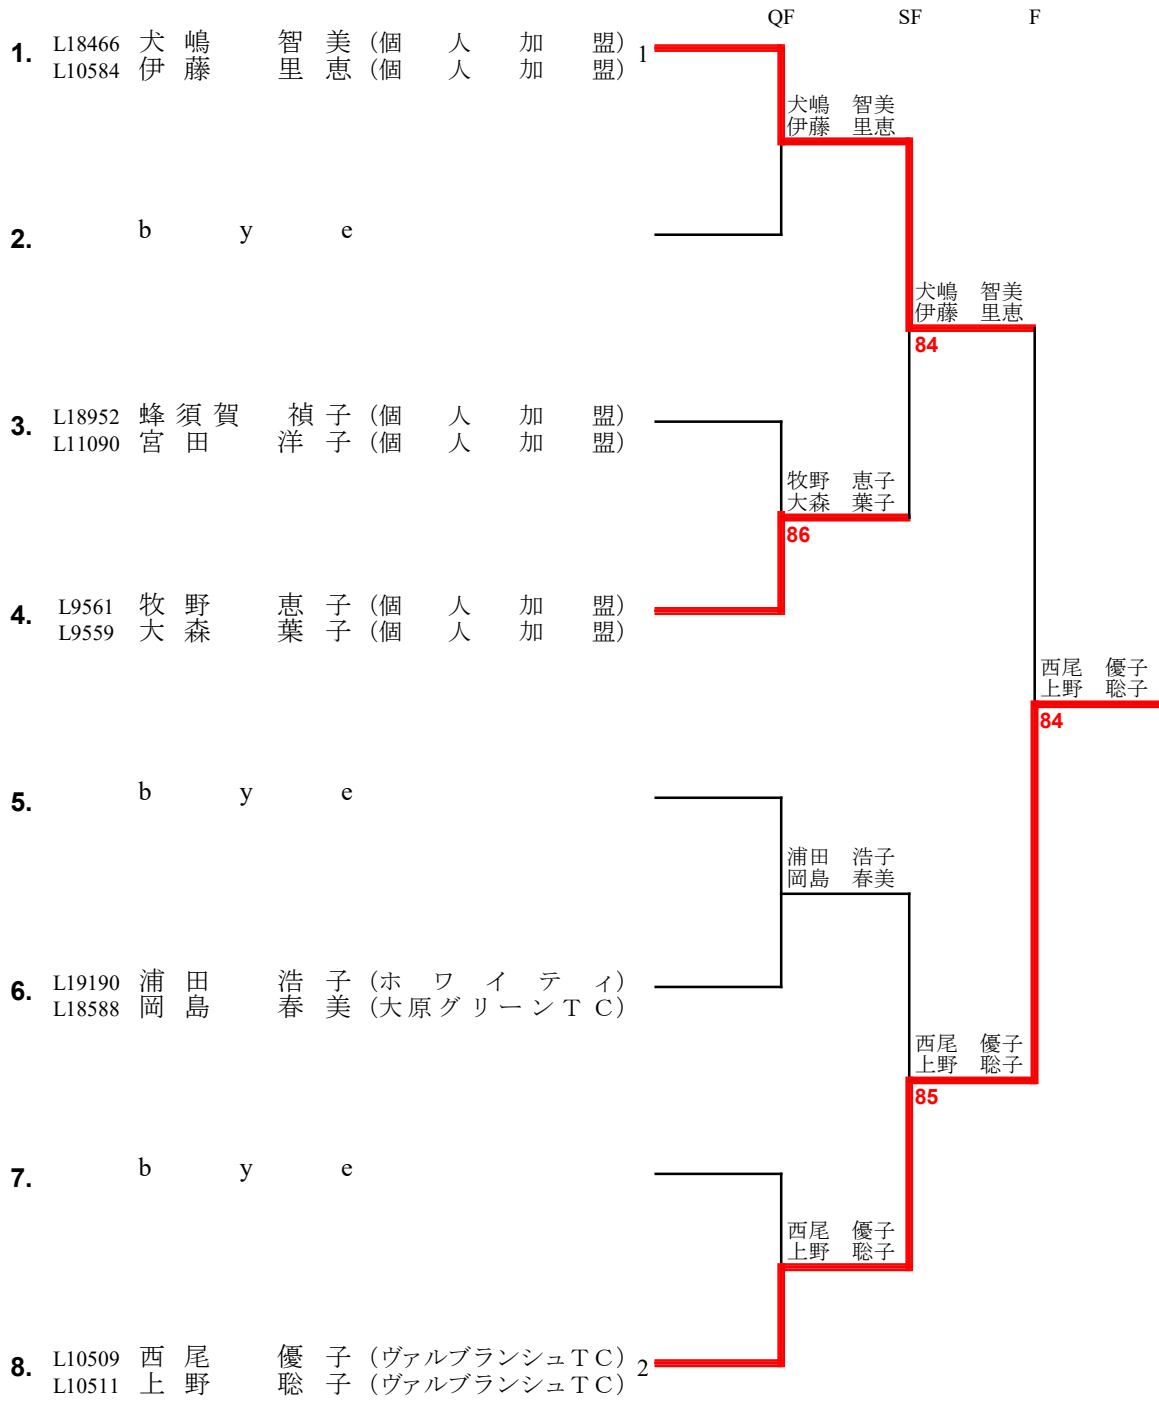 QF SF F
1. L18466 犬嶋 智美 (個人加盟) 1
L10584 伊藤 里恵 (個人加盟)
犬嶋 智美
伊藤 里恵
2. bye
犬嶋 智美
伊藤 里恵
84
3. L18952 蜂須賀 禎子 (個人加盟)
L11090 宮田 洋子 (個人加盟)
牧野 恵子
大森 葉子
86
4. L9561 牧野 恵子 (個人加盟)
L9559 大森 葉子 (個人加盟)
西尾 優子
上野 聡子
84
5. bye
浦田 浩子
岡島 春美
6. L19190 浦田 浩子 (ホワイティ)
L18588 岡島 春美 (大原グリーンTC)
西尾 優子
上野 聡子
85
7. bye
西尾 優子
上野 聡子
8. L10509 西尾 優子 (ヴァルブランシュTC) 2
L10511 上野 聡子 (ヴァルブランシュTC)